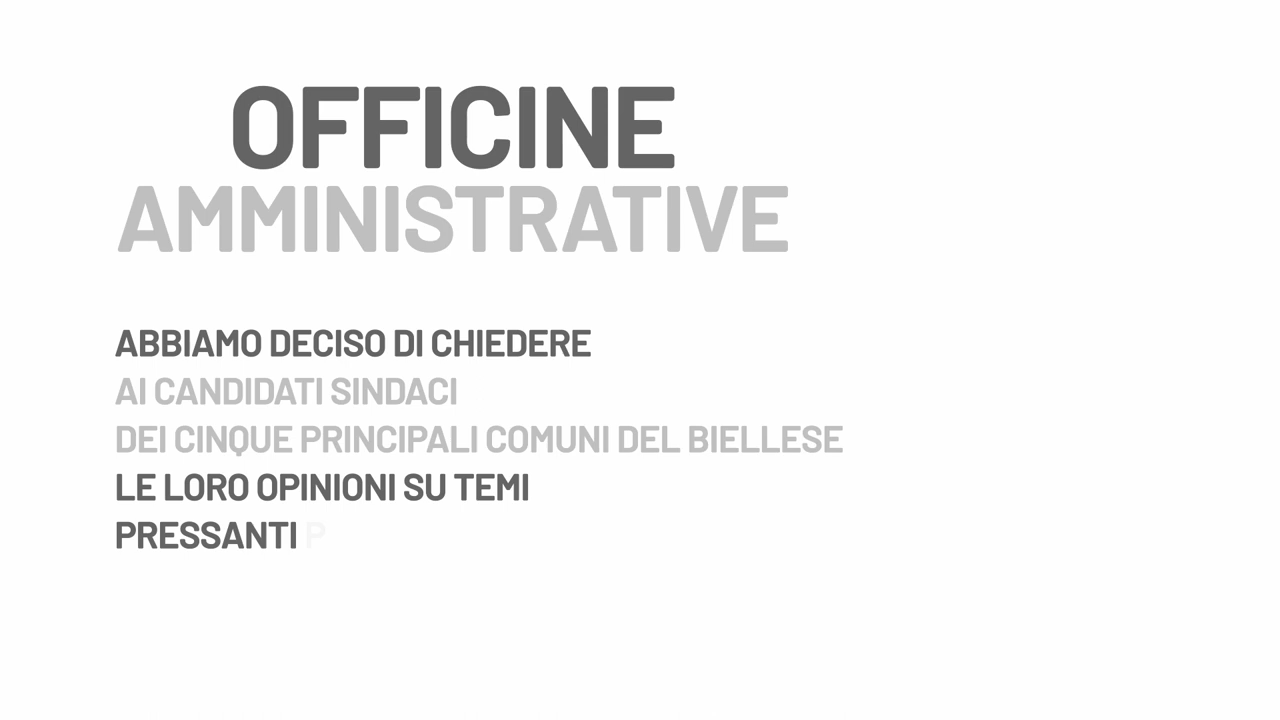 OFFICINE
AMMINISTRATIVE
ABBIAMO DECISO DI CHIEDERE
AI CANDIDATI SINDACI
DEI CINQUE PRINCIPALI COMUNI DEL BIELLESE
LE LORO OPINIONI SU TEMI
PRESSANTI P